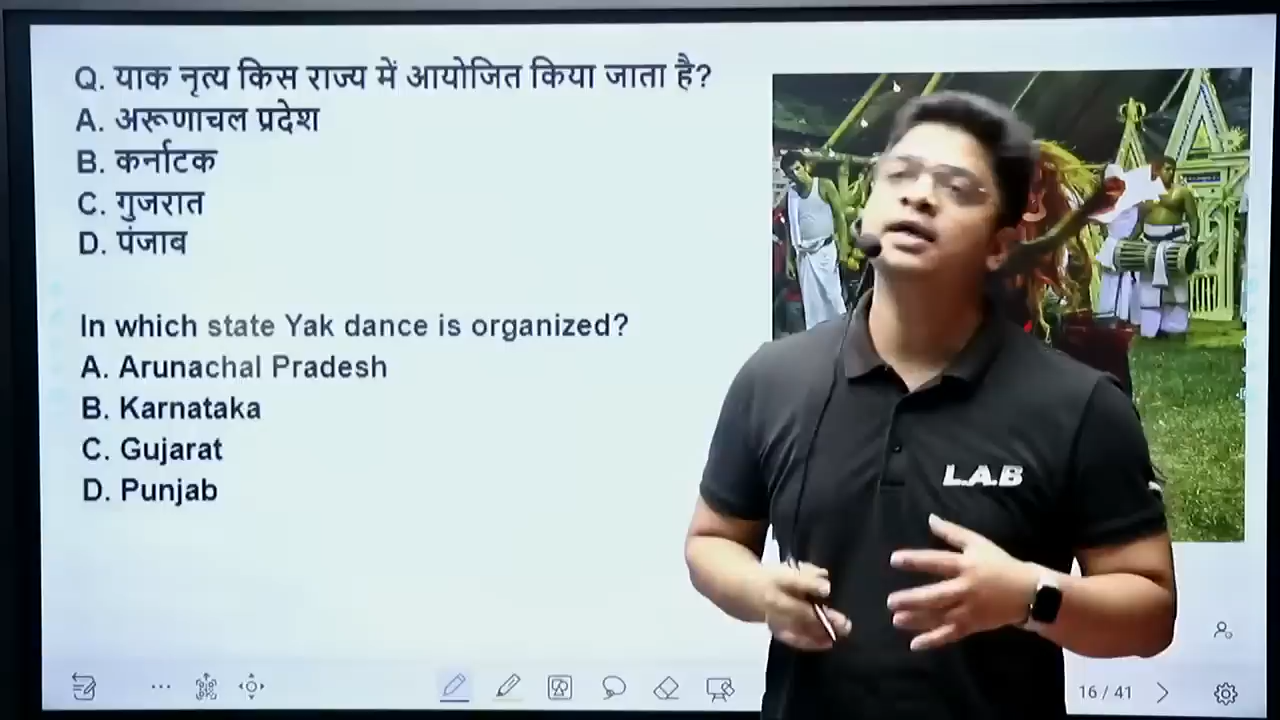 Q. याक नृत्य किस राज्य में आयोजित किया जाता है?
A. अरूणाचल प्रदेश
B. कर्नाटक
C. गुजरात
D. पंजाब
In which state Yak dance is organized?
A. Arunachal Pradesh
B. Karnataka
C. Gujarat
D. Punjab
L.A.B
16 / 41